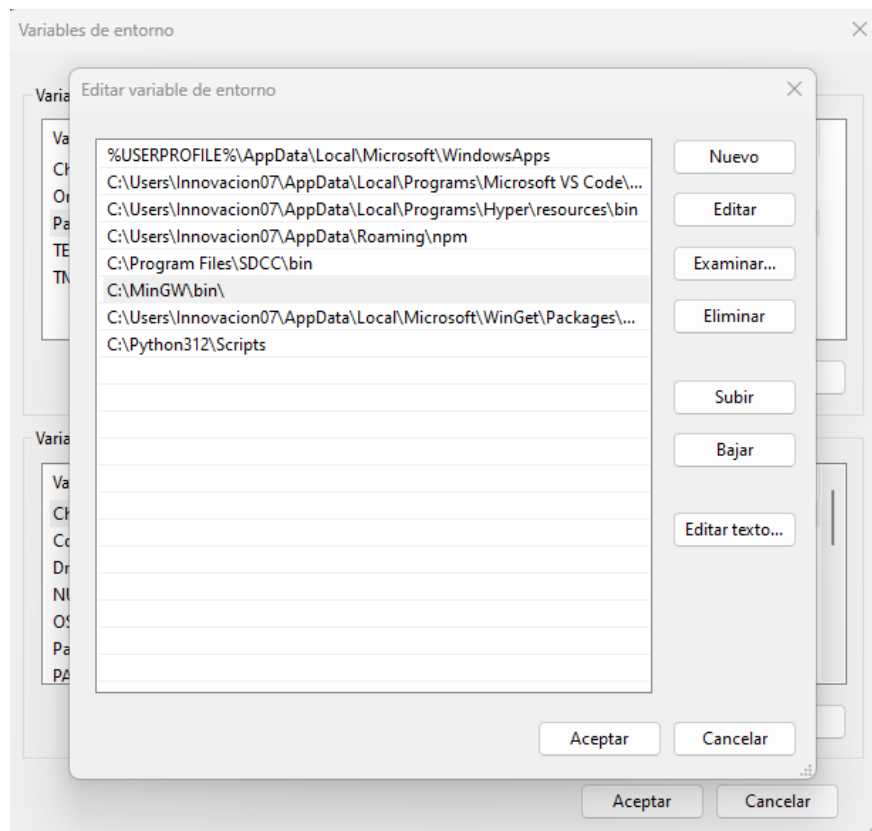 Variables de entorno
Editar variable de entorno
%USERPROFILE%\AppData\Local\Microsoft\WindowsApps
Nuevo
C:\Users\Innovacion07\AppData\Local\Programs\Microsoft VS Code\...
C:\Users\Innovacion07\AppData\Local\Programs\Hyper\resources\bin
Editar
C:\Users\Innovacion07\AppData\Roaming\npm
C:\Program Files\SDCC\bin
Examinar...
C:\MinGW\bin\
C:\Users\Innovacion07\AppData\Local\Microsoft\WinGet\Packages\...
Eliminar
C:\Python312\Scripts
Subir
Bajar
Editar texto...
Aceptar
Cancelar
Aceptar
Cancelar